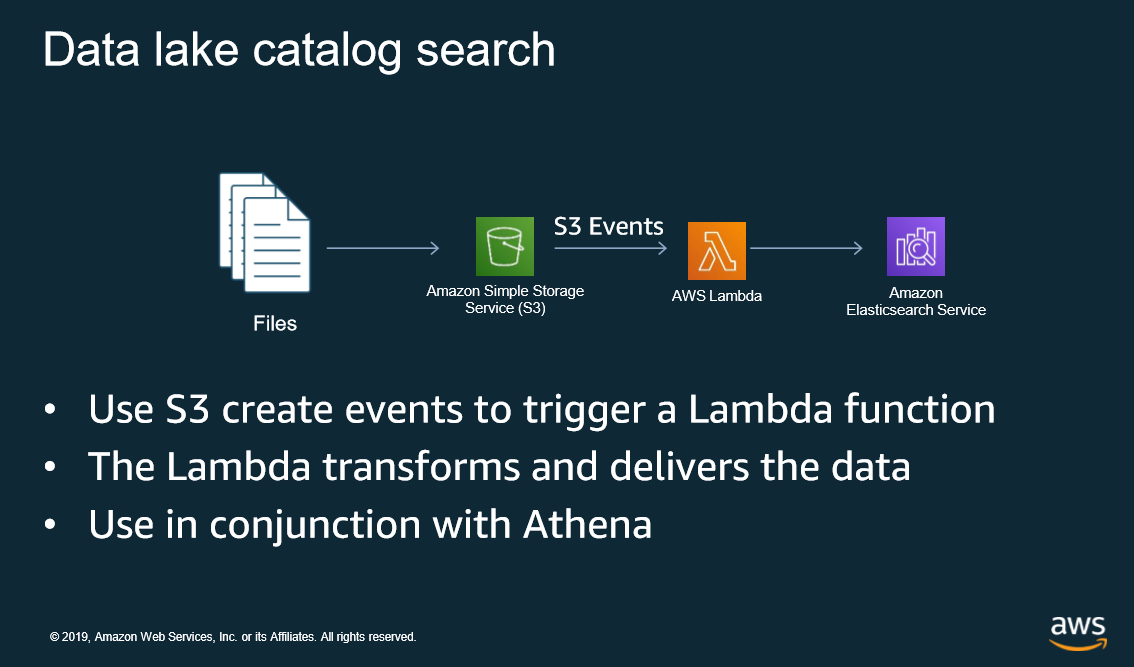 Data lake catalog search
S3 Events
Amazon Simple Storage
Service (S3)
AWS Lambda
Amazon
Elasticsearch Service
Files
• Use S3 create events to trigger a Lambda function
• The Lambda transforms and delivers the data
• Use in conjunction with Athena
© 2019, Amazon Web Services, Inc. or its Affiliates. All rights reserved.
aws